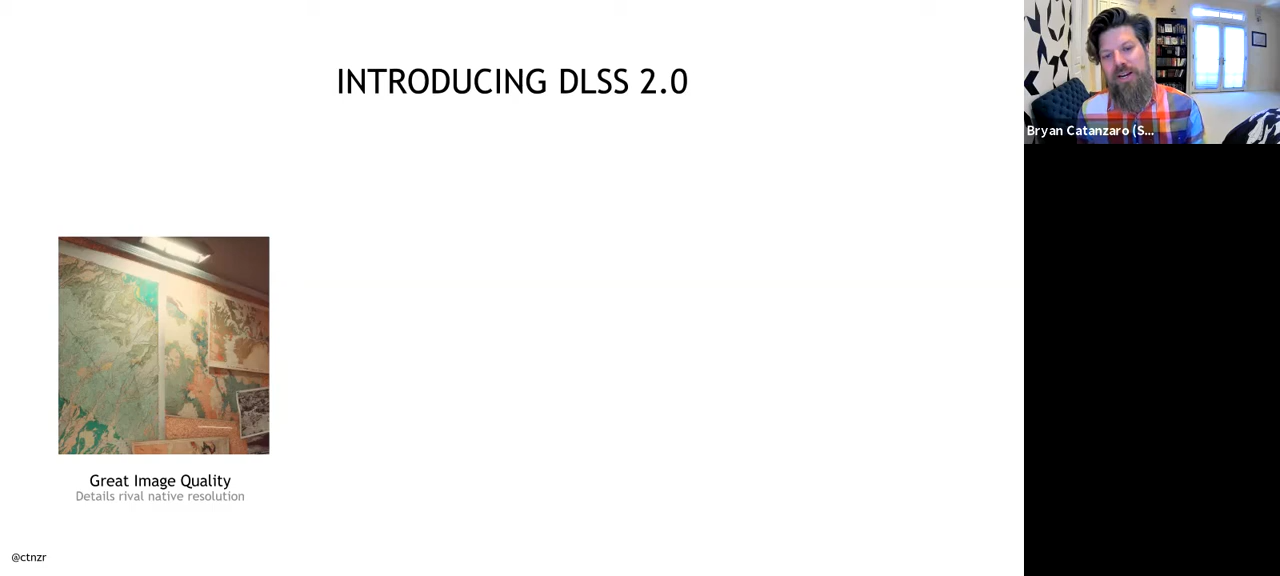 INTRODUCING DLSS 2.0
Bryan Catanzaro (S...
Great Image Quality
Details rival native resolution
@ctnzr